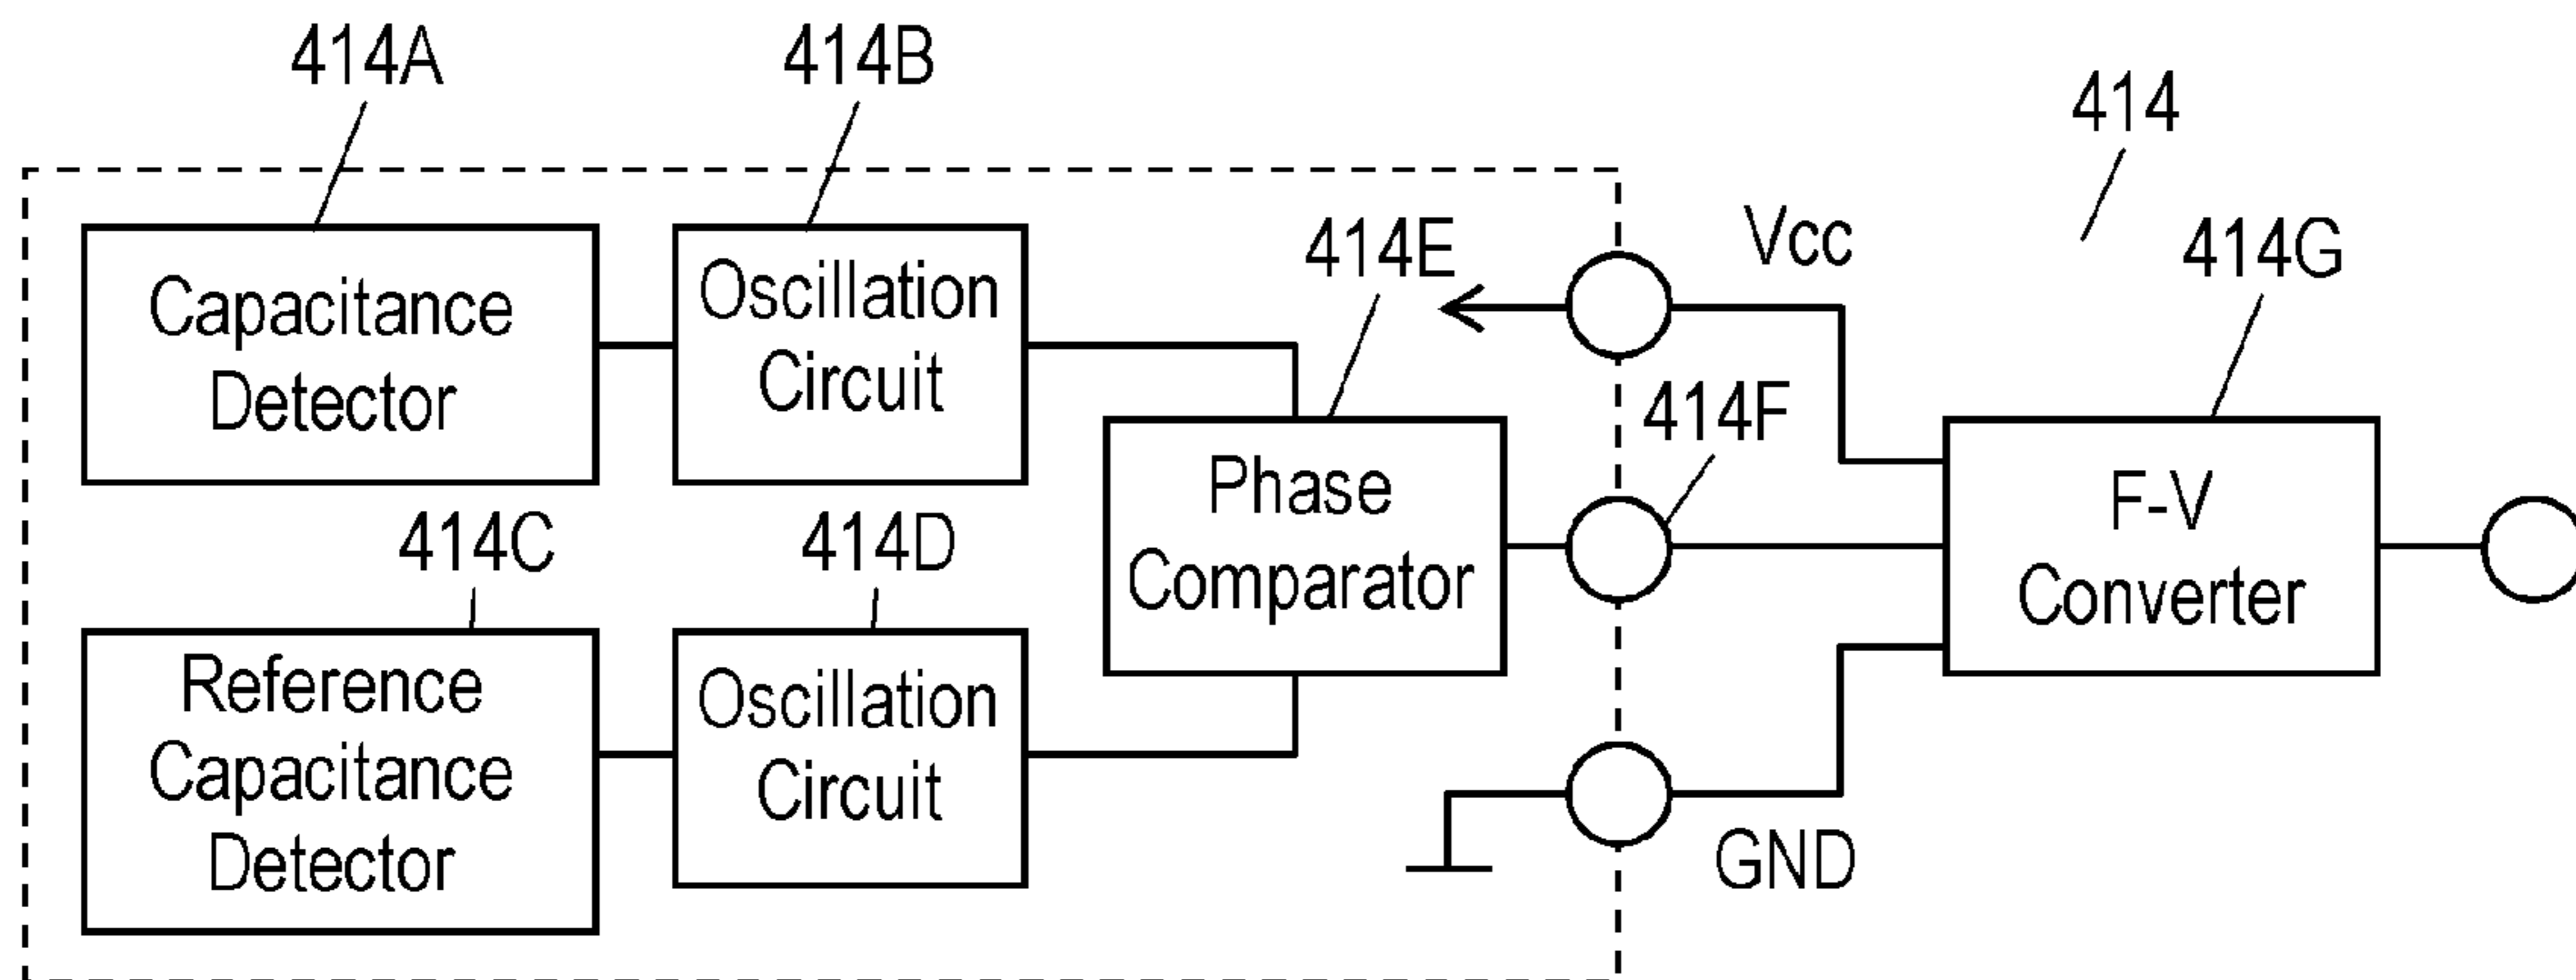 414A
414B
414
Vcc
414E
414G
Capacitance
Detector
Oscillation
Circuit
414F
Phase
Comparator
F-V
Converter
414C
414D
Reference
Capacitance
Detector
Oscillation
Circuit
GND